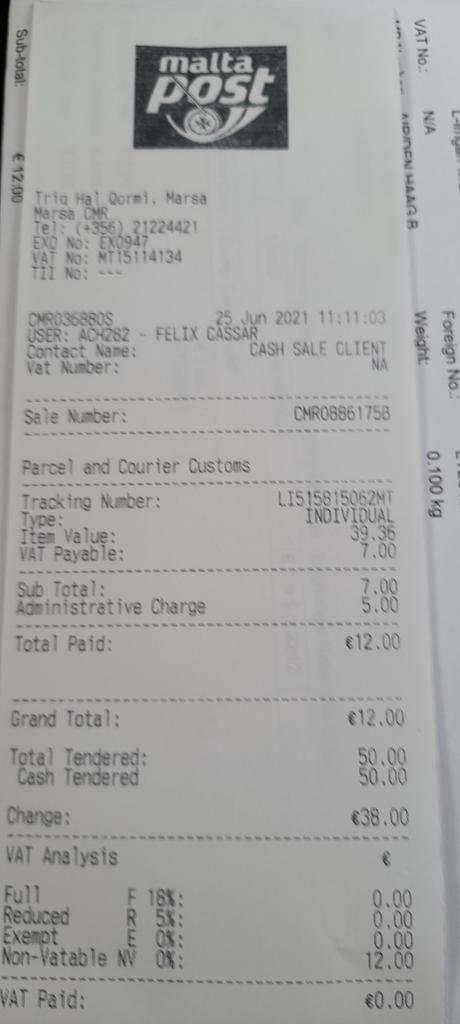 malta
post
Triq Hal Qormi, Marsa
Marsa CMR
Tel: (+356) 21224421
EXO No: EX0947
VAT No: MT15114134
TII No: ---
CMR036880S 25 Jun 2021 11:11:03
USER: ACH282 - FELIX CASSAR
Contact Name: CASH SALE CLIENT
Vat Number: NA
Sale Number: CMR08861758
Parcel and Courier Customs
Tracking Number: LI515815062MT
Type: INDIVIDUAL
Item Value: 39.36
VAT Payable: 7.00
Sub Total: 7.00
Administrative Charge 5.00
Total Paid: €12.00
Grand Total: €12.00
Total Tendered: 50.00
Cash Tendered 50.00
Change: €38.00
VAT Analysis €
Full F 18%: 0.00
Reduced R 5%: 0.00
Exempt E 0%: 0.00
Non-Vatable NV 0%: 12.00
VAT Paid: €0.00
Sub-total: € 12.00
VAT No.: N/A
Foreign No.:
Weight: 0.100 kg